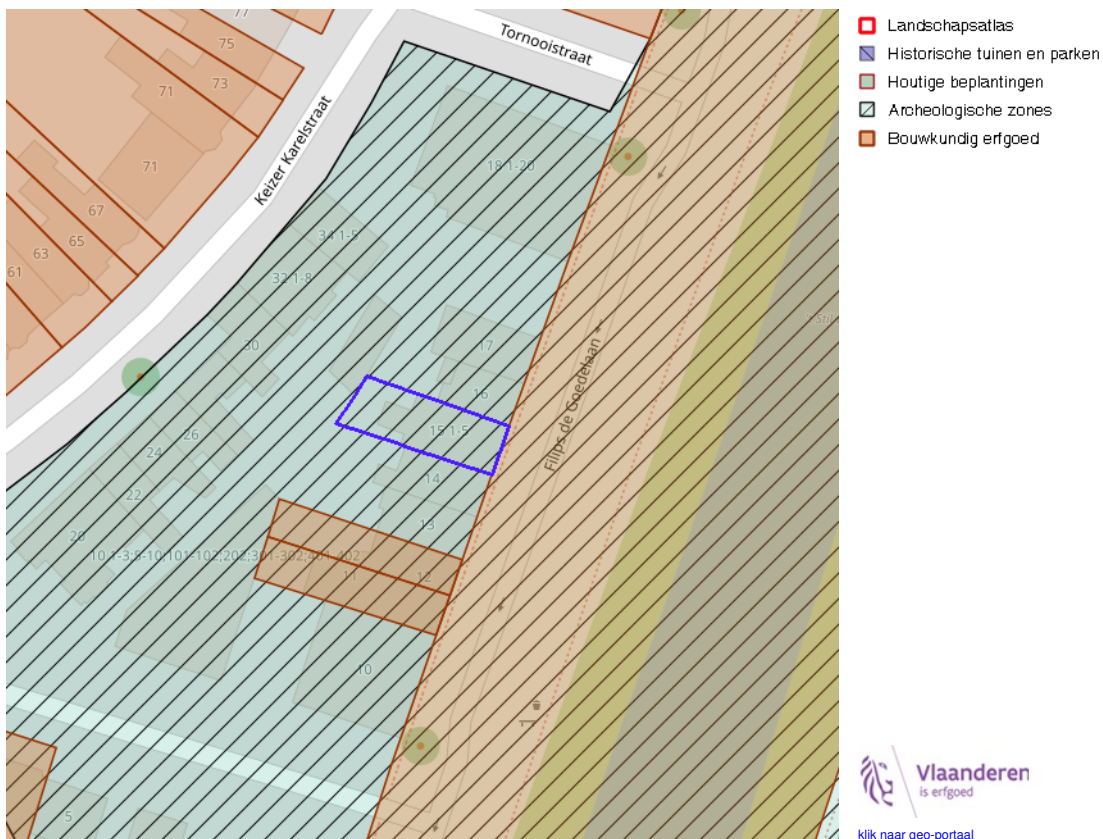 77
75
73
71
71
67
65
63
61
Tornooistraat
Keizer Karelstraat
18 1-20
34 1-5
32 1-8
30
17
16
15 1-5
14
13
26
24
22
20
12
11
10
5
Filips de Goedelaan
Landschapsatlas
Historische tuinen en parken
Houtige beplantingen
Archeologische zones
Bouwkundig erfgoed
Vlaanderen
is erfgoed
klik naar geo-portaal